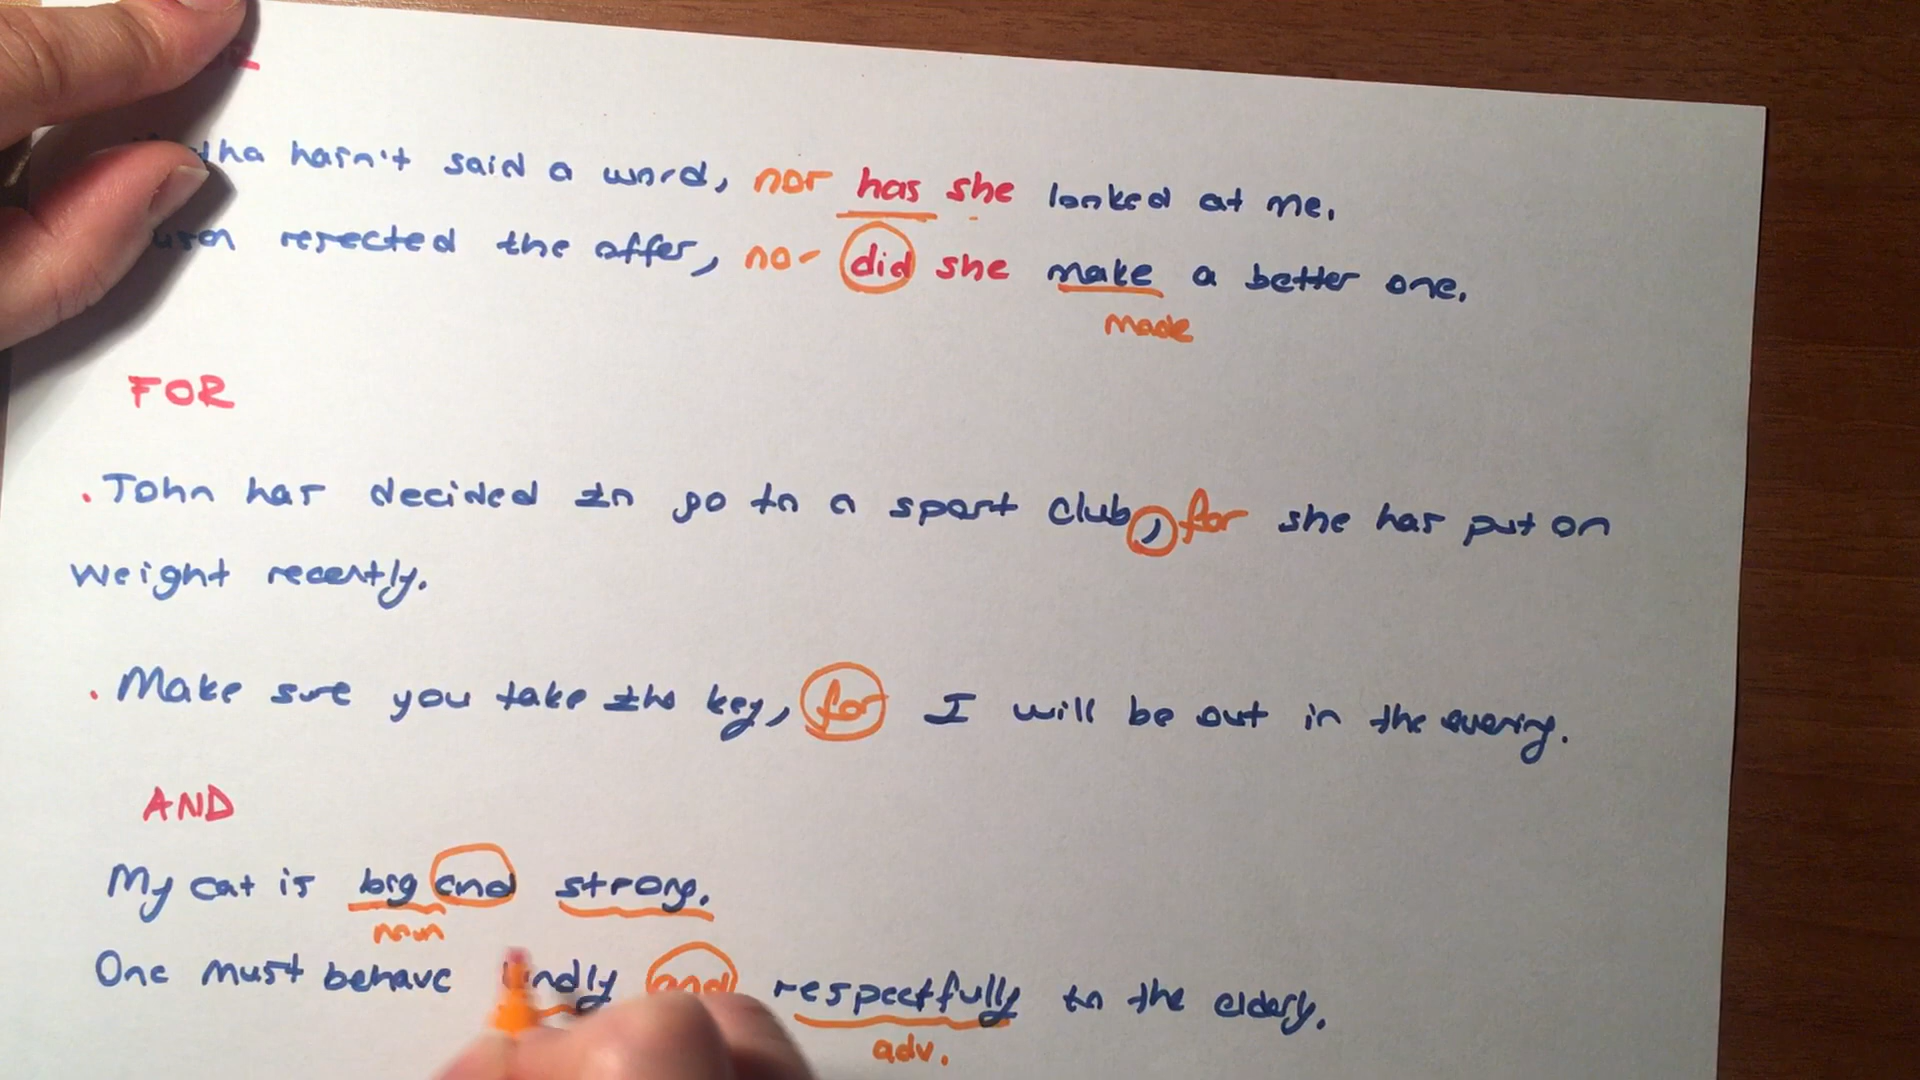 hasn't said a word, nor has she looked at me.
rejected the offer, nor did she make a better one.
made
FOR
. John has decided to go to a sport club, for she has put on
weight recently.
. Make sure you take the key, for I will be out in the evening.
AND
My cat is big and strong.
noun
One must behave kindly and respectfully to the elderly.
adv.